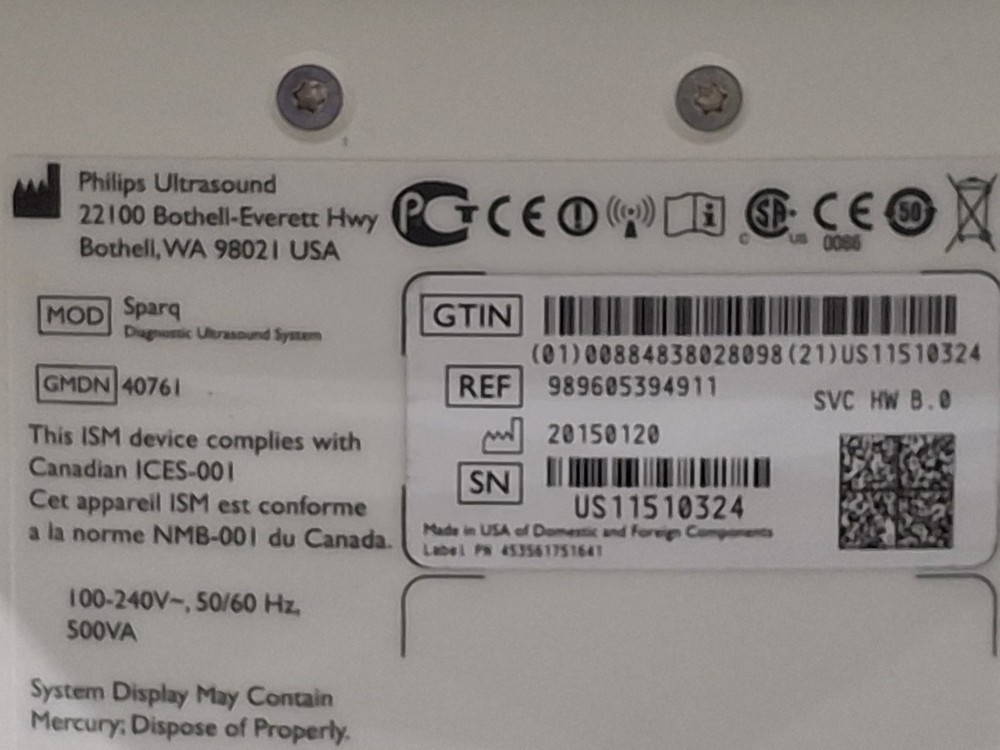 Philips Ultrasound
22100 Bothell-Everett Hwy
Bothell, WA 98021 USA
PCT CE CE 50
C US 0086
MOD Sparq
Diagnostic Ultrasound System
GMDN 40761
This ISM device complies with
Canadian ICES-001
Cet appareil ISM est conforme
a la norme NMB-001 du Canada.
100-240V~, 50/60 Hz,
500VA
System Display May Contain
Mercury; Dispose of Properly.
GTIN
(01)00884838028098(21)US11510324
REF 989605394911
SVC HW B.0
20150120
SN
US11510324
Made in USA of Domestic and Foreign Components
Label PN 453561751641